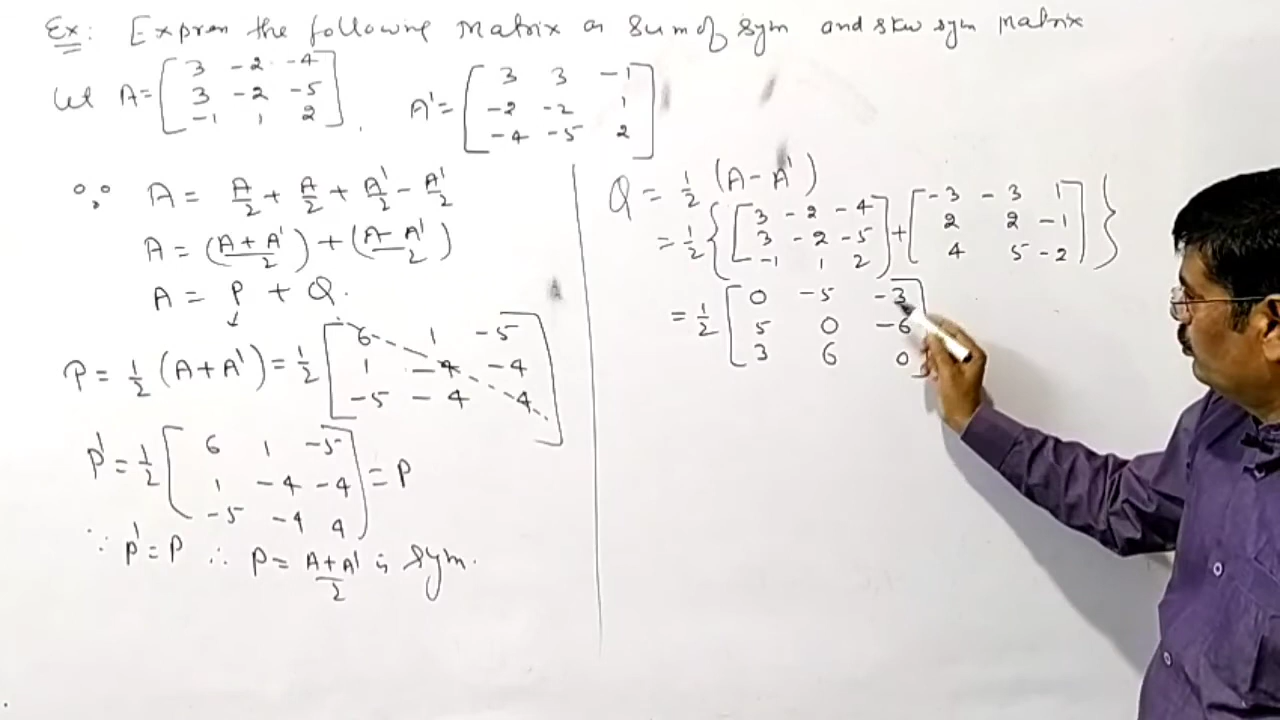 Ex: Expren the following Matrix as sum of sym and skw sym Matrix
Let A = [ 3 -2 -4
3 -2 -5
-1 1 2 ],
A' = [ 3 3 -1
-2 -2 1
-4 -5 2 ]
∵ A = A/2 + A/2 + A'/2 - A'/2
A = (A + A')/2 + (A - A')/2
A = P + Q.
↙
P = 1/2 (A + A') = 1/2 [ 6 1 -5
1 -4 -4
-5 -4 4 ]
P' = 1/2 [ 6 1 -5
1 -4 -4
-5 -4 4 ] = P
∵ P' = P ∴ P = A + A'/2 is sym.
Q = 1/2 (A - A')
= 1/2 { [ 3 -2 -4
3 -2 -5
-1 1 2 ] + [ -3 -3 1
2 2 -1
4 5 -2 ] }
= 1/2 [ 0 -5 -3
5 0 -6
3 6 0 ]